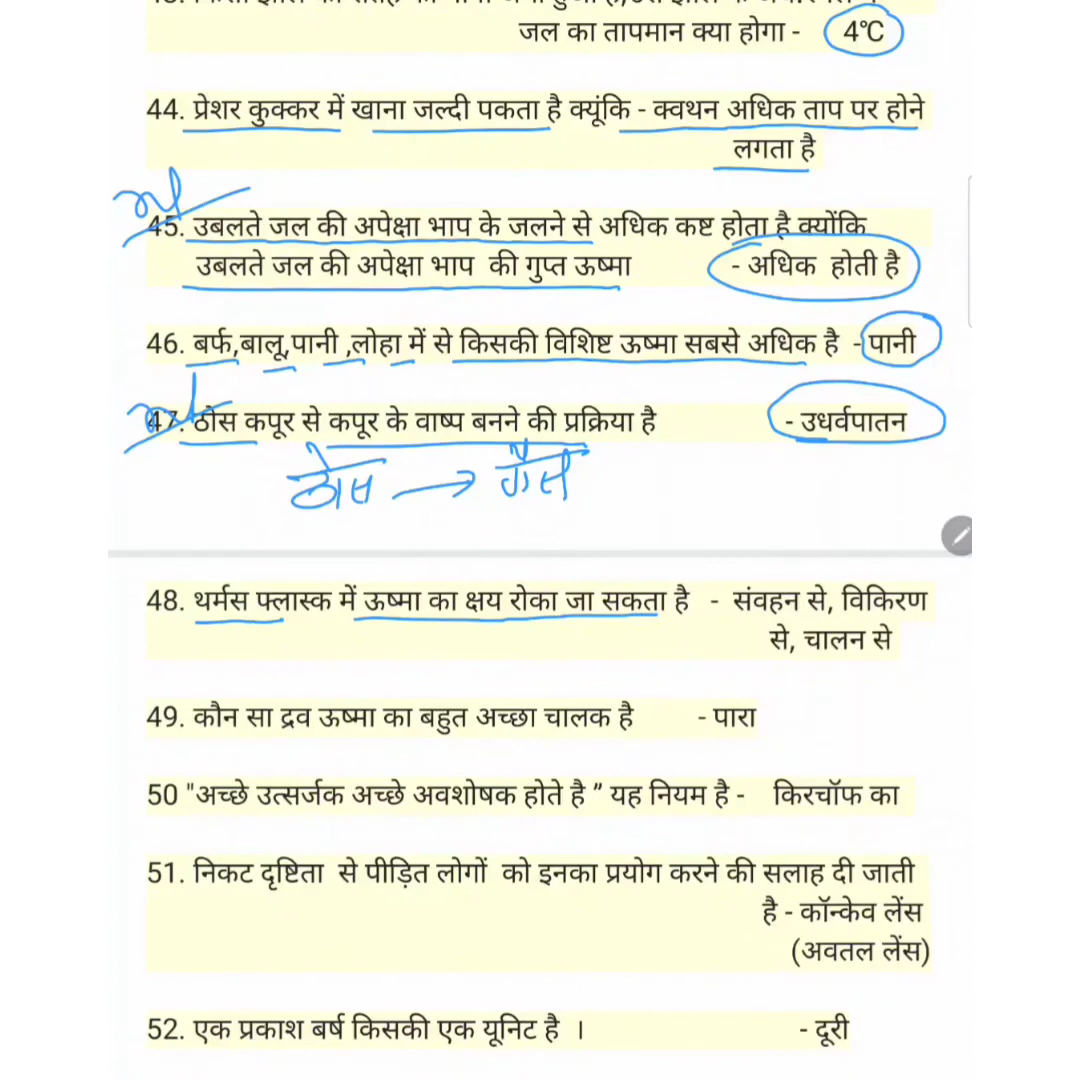 जल का तापमान क्या होगा - 4℃
44. प्रेशर कुक्कर में खाना जल्दी पकता है क्यूंकि - क्वथन अधिक ताप पर होने
लगता है
45. उबलते जल की अपेक्षा भाप के जलने से अधिक कष्ट होता है क्योंकि
उबलते जल की अपेक्षा भाप की गुप्त ऊष्मा - अधिक होती है
46. बर्फ,बालू,पानी ,लोहा में से किसकी विशिष्ट ऊष्मा सबसे अधिक है - पानी
47. ठोस कपूर से कपूर के वाष्प बनने की प्रक्रिया है - उधर्वपातन
ठोस → गैस
48. थर्मस फ्लास्क में ऊष्मा का क्षय रोका जा सकता है - संवहन से, विकिरण
से, चालन से
49. कौन सा द्रव ऊष्मा का बहुत अच्छा चालक है - पारा
50 "अच्छे उत्सर्जक अच्छे अवशोषक होते है ” यह नियम है - किरचॉफ का
51. निकट दृष्टिता से पीड़ित लोगों को इनका प्रयोग करने की सलाह दी जाती
है - कॉन्केव लेंस
(अवतल लेंस)
52. एक प्रकाश बर्ष किसकी एक यूनिट है । - दूरी